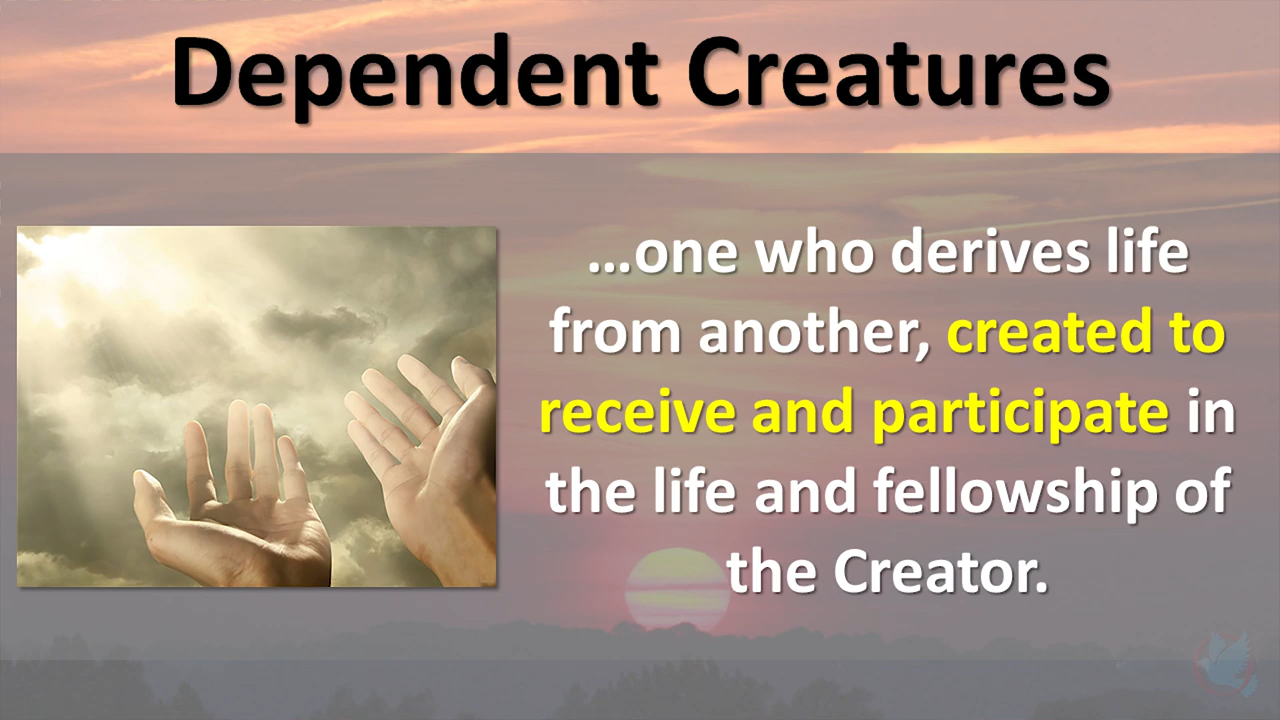 Dependent Creatures
...one who derives life
from another, created to
receive and participate in
the life and fellowship of
the Creator.